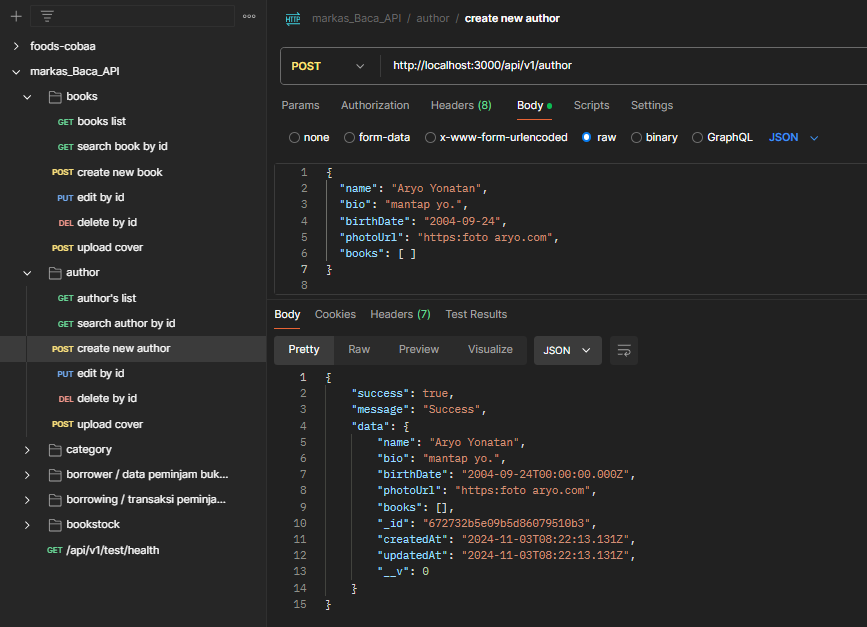 foods-cobaa
markas_Baca_API
books
GET books list
GET search book by id
POST create new book
PUT edit by id
DEL delete by id
POST upload cover
author
GET author's list
GET search author by id
POST create new author
PUT edit by id
DEL delete by id
POST upload cover
category
borrower / data peminjam buk...
borrowing / transaksi peminja...
bookstock
GET /api/v1/test/health
HTTP markas_Baca_API / author / create new author
POST http://localhost:3000/api/v1/author
Params Authorization Headers (8) Body Scripts Settings
none form-data x-www-form-urlencoded raw binary GraphQL JSON
1 {
2 "name": "Aryo Yonatan",
3 "bio": "mantap yo.",
4 "birthDate": "2004-09-24",
5 "photoUrl": "https:foto aryo.com",
6 "books": [ ]
7 }
8
Body Cookies Headers (7) Test Results
Pretty Raw Preview Visualize JSON
1 {
2 "success": true,
3 "message": "Success",
4 "data": {
5 "name": "Aryo Yonatan",
6 "bio": "mantap yo.",
7 "birthDate": "2004-09-24T00:00:00.000Z",
8 "photoUrl": "https:foto aryo.com",
9 "books": [],
10 "_id": "672732b5e09b5d86079510b3",
11 "createdAt": "2024-11-03T08:22:13.131Z",
12 "updatedAt": "2024-11-03T08:22:13.131Z",
13 "__v": 0
14 }
15 }